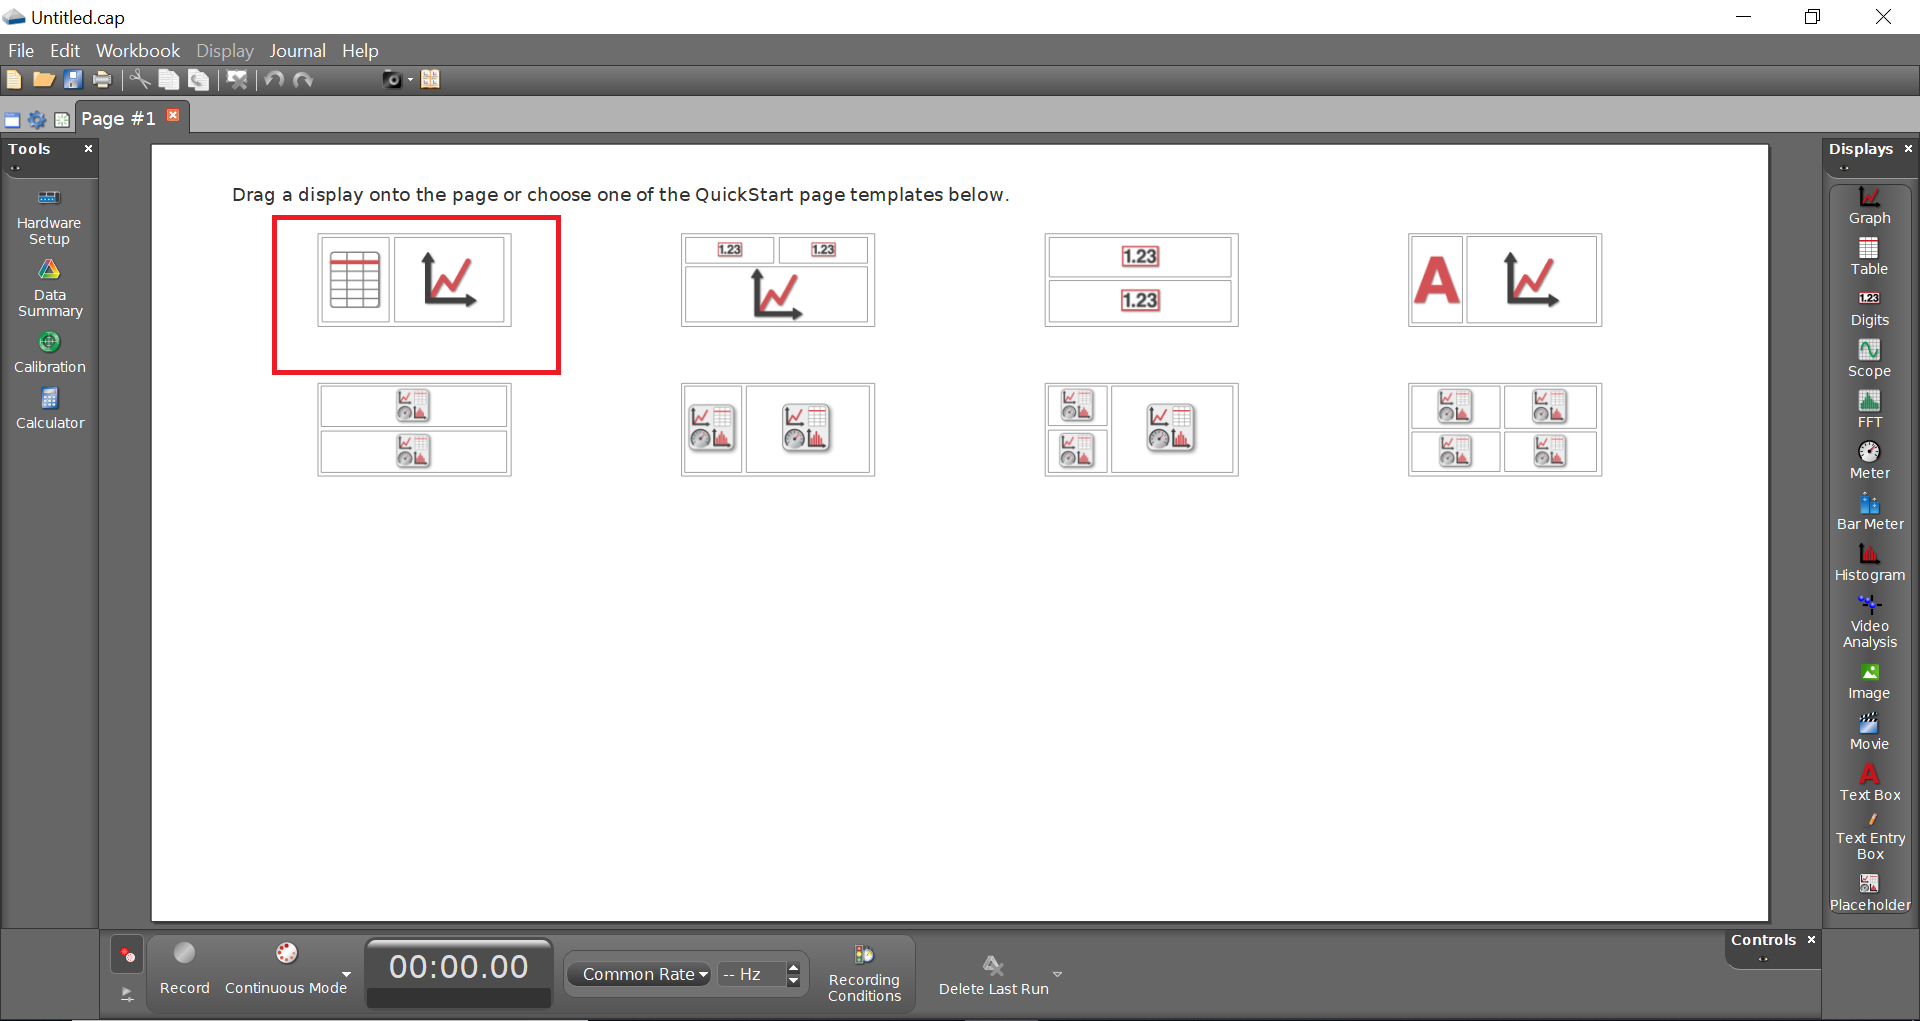 Untitled.cap
File Edit Workbook Display Journal Help
Page #1
Tools
Hardware
Setup
Data
Summary
Calibration
Calculator
Drag a display onto the page or choose one of the QuickStart page templates below.
1.23 1.23
1.23
1.23
A
Displays
Graph
Table
1.23
Digits
Scope
FFT
Meter
Bar Meter
Histogram
Video
Analysis
Image
Movie
A
Text Box
Text Entry
Box
Placeholder
Record
Continuous Mode
00:00.00
Common Rate
-- Hz
Recording
Conditions
Delete Last Run
Controls